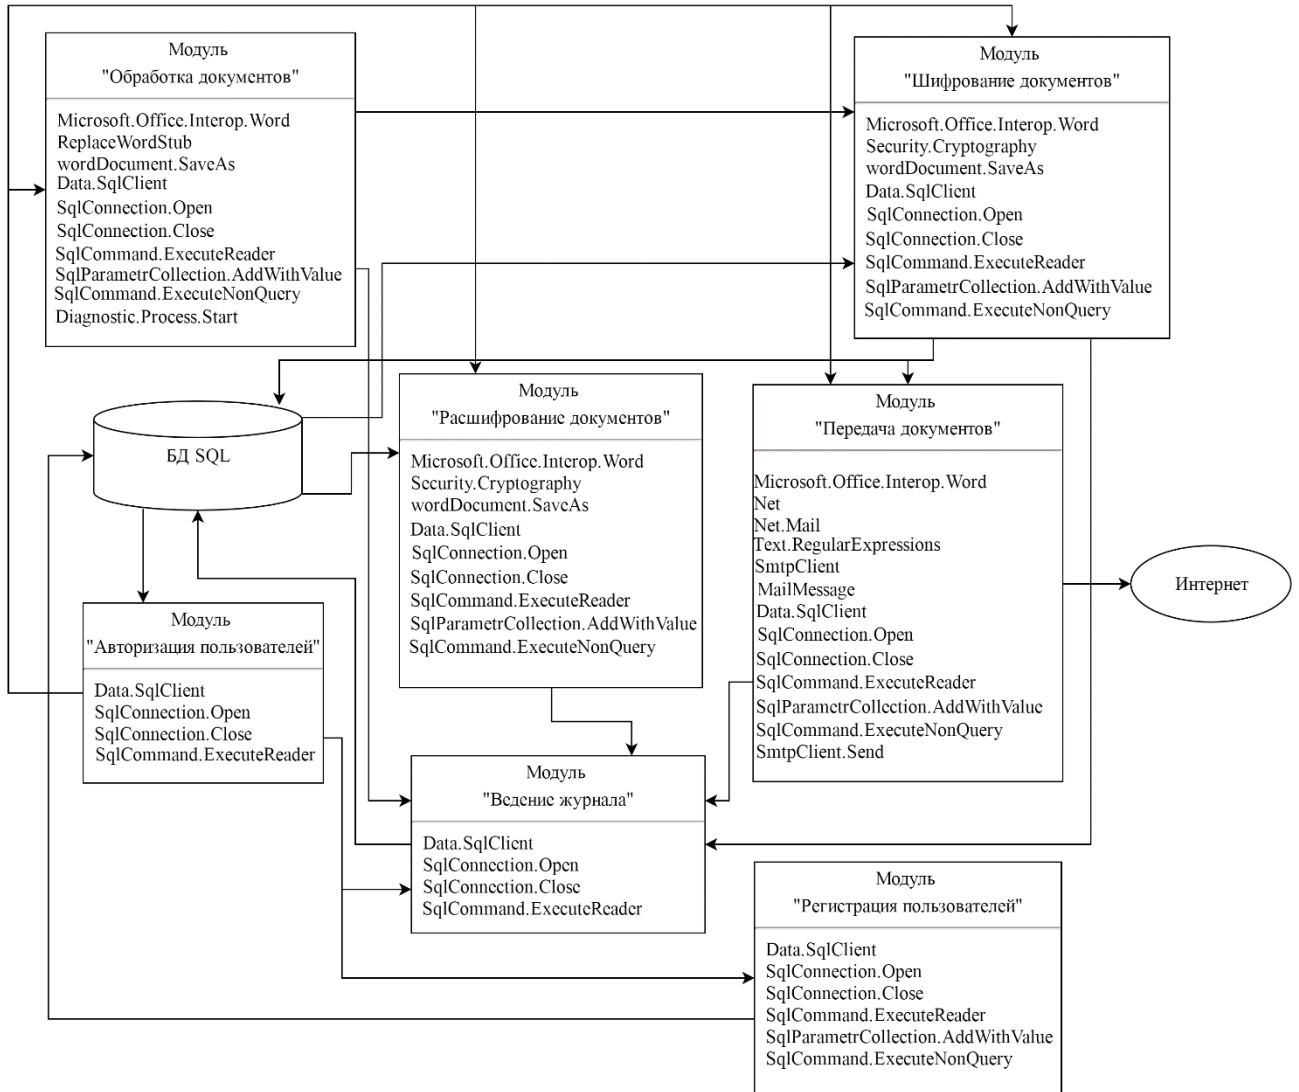 Модуль
"Обработка документов"
Microsoft.Office.Interop.Word
ReplaceWordStub
wordDocument.SaveAs
Data.SqlClient
SqlConnection.Open
SqlConnection.Close
SqlCommand.ExecuteReader
SqlParametrCollection.AddWithValue
SqlCommand.ExecuteNonQuery
Diagnostic.Process.Start
Модуль
"Шифрование документов"
Microsoft.Office.Interop.Word
Security.Cryptography
wordDocument.SaveAs
Data.SqlClient
SqlConnection.Open
SqlConnection.Close
SqlCommand.ExecuteReader
SqlParametrCollection.AddWithValue
SqlCommand.ExecuteNonQuery
БД SQL
Модуль
"Расшифрование документов"
Microsoft.Office.Interop.Word
Security.Cryptography
wordDocument.SaveAs
Data.SqlClient
SqlConnection.Open
SqlConnection.Close
SqlCommand.ExecuteReader
SqlParametrCollection.AddWithValue
SqlCommand.ExecuteNonQuery
Модуль
"Передача документов"
Microsoft.Office.Interop.Word
Net
Net.Mail
Text.RegularExpressions
SmtpClient
MailMessage
Data.SqlClient
SqlConnection.Open
SqlConnection.Close
SqlCommand.ExecuteReader
SqlParametrCollection.AddWithValue
SqlCommand.ExecuteNonQuery
SmtpClient.Send
Интернет
Модуль
"Авторизация пользователей"
Data.SqlClient
SqlConnection.Open
SqlConnection.Close
SqlCommand.ExecuteReader
Модуль
"Ведение журнала"
Data.SqlClient
SqlConnection.Open
SqlConnection.Close
SqlCommand.ExecuteReader
Модуль
"Регистрация пользователей"
Data.SqlClient
SqlConnection.Open
SqlConnection.Close
SqlCommand.ExecuteReader
SqlParametrCollection.AddWithValue
SqlCommand.ExecuteNonQuery